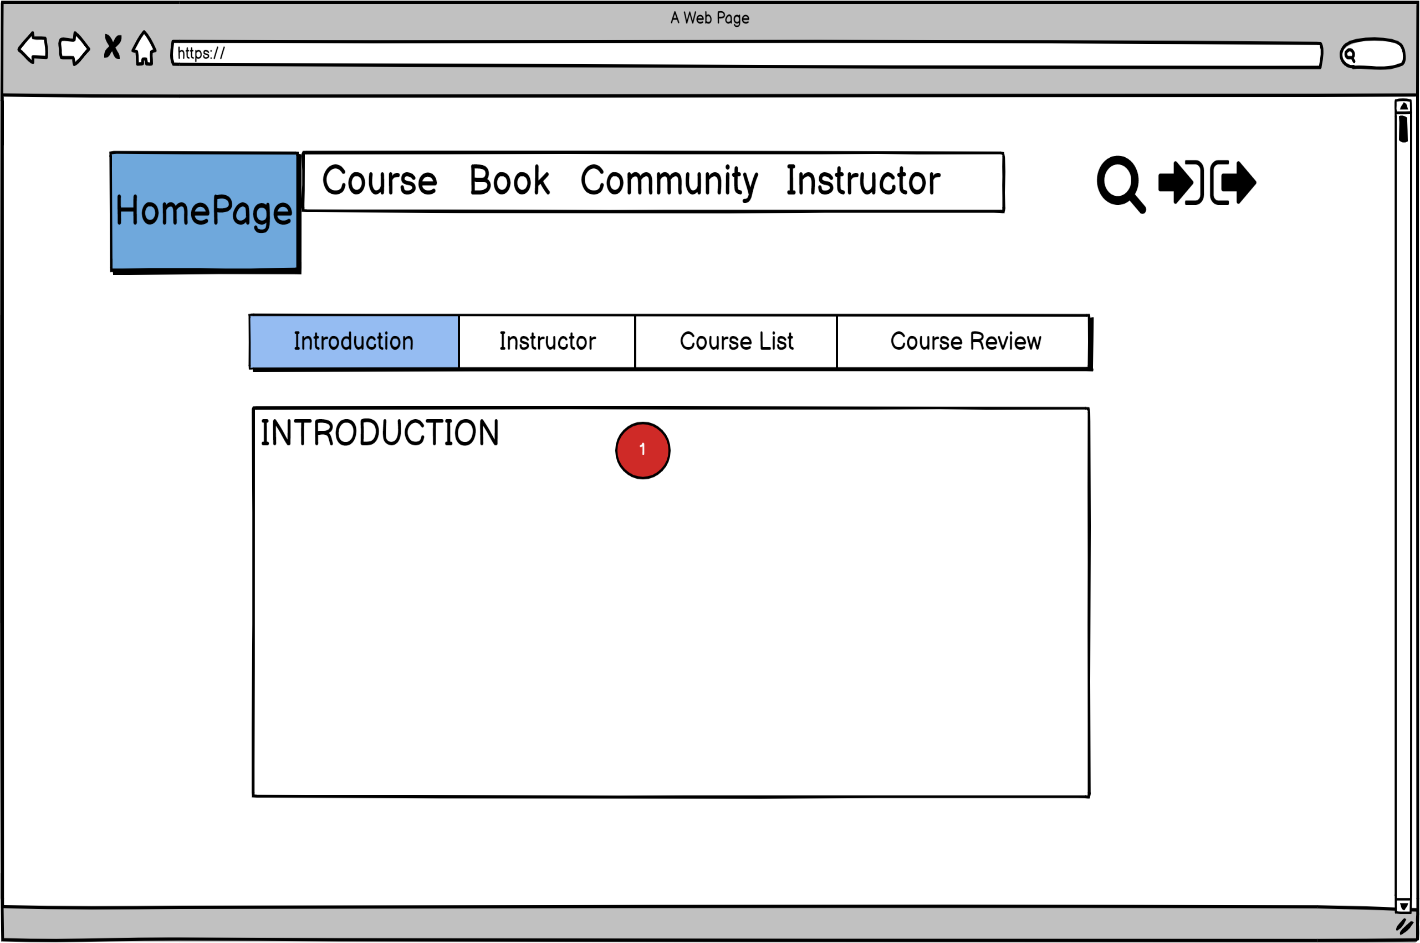 A Web Page
https://
HomePage
Course Book Community Instructor
Introduction Instructor Course List Course Review
INTRODUCTION
1